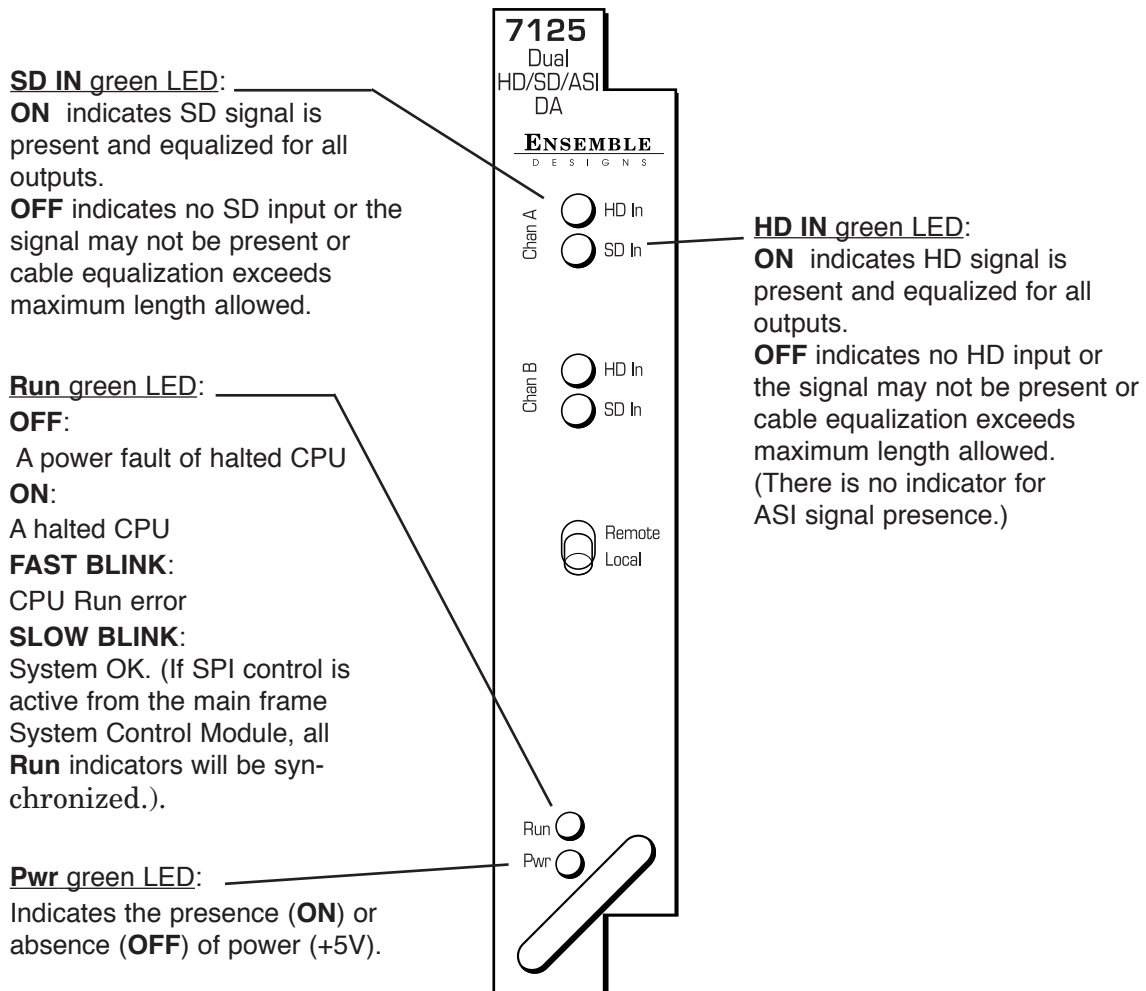 SD IN green LED:
ON indicates SD signal is
present and equalized for all
outputs.
OFF indicates no SD input or the
signal may not be present or
cable equalization exceeds
maximum length allowed.
Run green LED:
OFF:
A power fault of halted CPU
ON:
A halted CPU
FAST BLINK:
CPU Run error
SLOW BLINK:
System OK. (If SPI control is
active from the main frame
System Control Module, all
Run indicators will be syn-
chronized.).
Pwr green LED:
Indicates the presence (ON) or
absence (OFF) of power (+5V).
7125
Dual
HD/SD/ASI
DA
ENSEMBLE
DESIGNS
Chan A
HD In
SD In
Chan B
HD In
SD In
Remote
Local
Run
Pwr
HD IN green LED:
ON indicates HD signal is
present and equalized for all
outputs.
OFF indicates no HD input or
the signal may not be present or
cable equalization exceeds
maximum length allowed.
(There is no indicator for
ASI signal presence.)